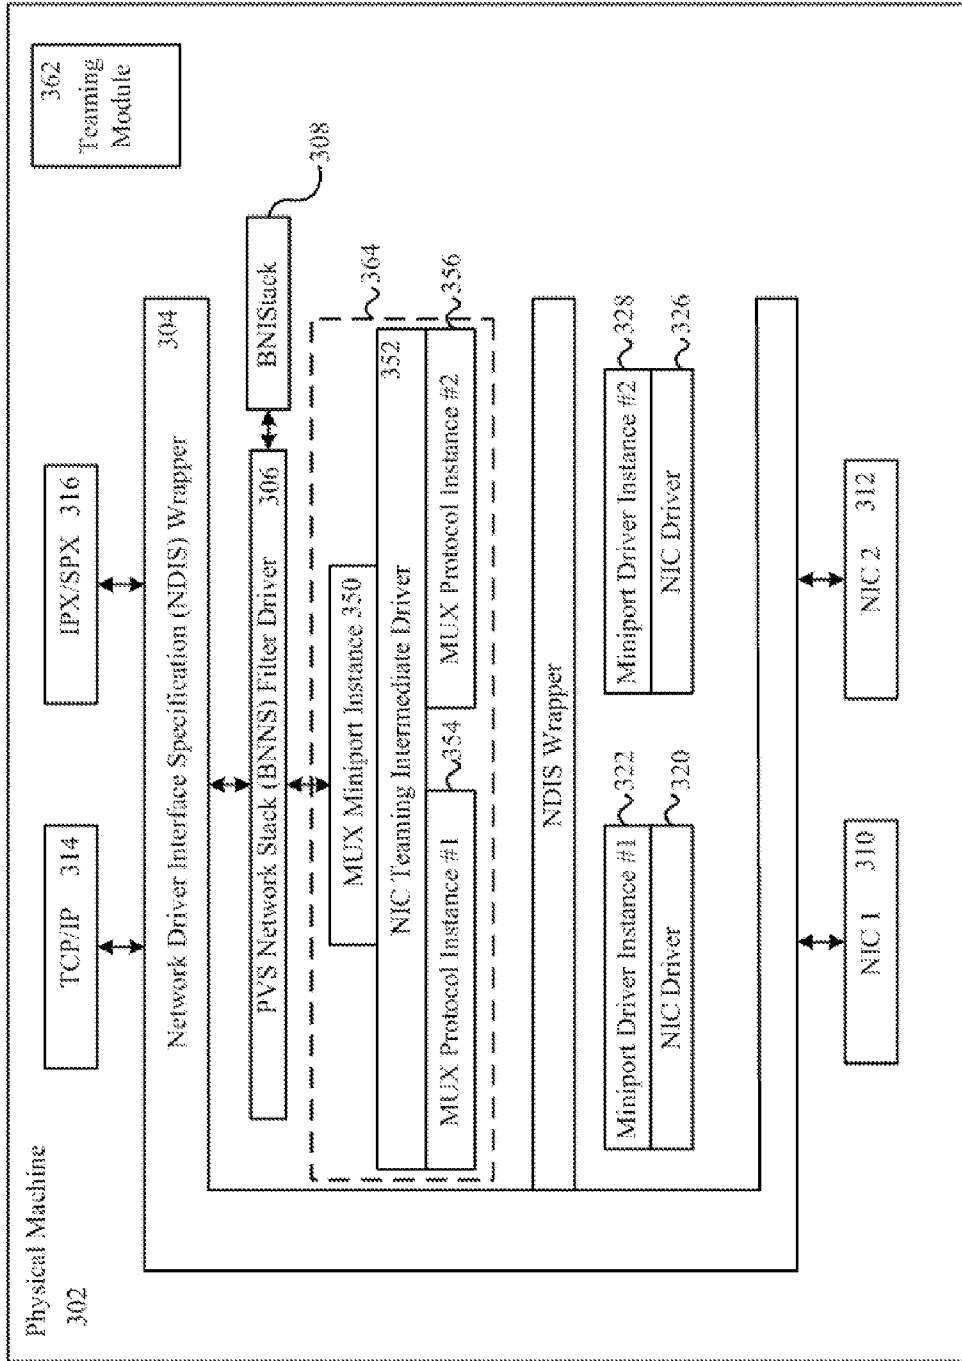 Physical Machine
302
362
Teaming
Module
TCP/IP 314
IPX/SPX 316
Network Driver Interface Specification (NDIS) Wrapper 304
PVS Network Stack (BNNS) Filter Driver 306
BNIStack
308
364
MUX Miniport Instance 350
NIC Teaming Intermediate Driver 352
MUX Protocol Instance #1
354
MUX Protocol Instance #2
356
NDIS Wrapper
Miniport Driver Instance #1
322
NIC Driver
320
Miniport Driver Instance #2
328
NIC Driver
326
NIC 1 310
NIC 2 312